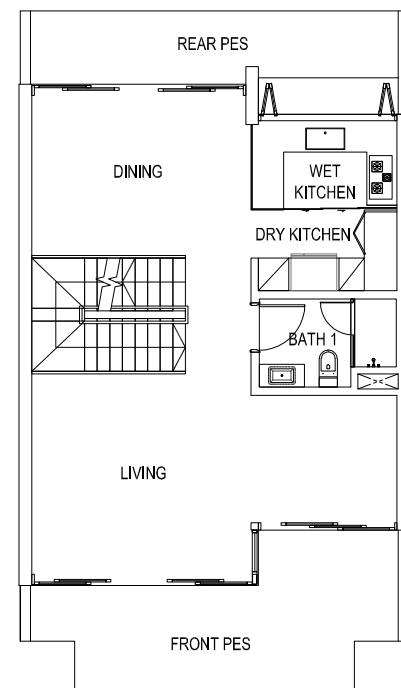 REAR PES
DINING
WET
KITCHEN
DRY KITCHEN
BATH 1
LIVING
FRONT PES